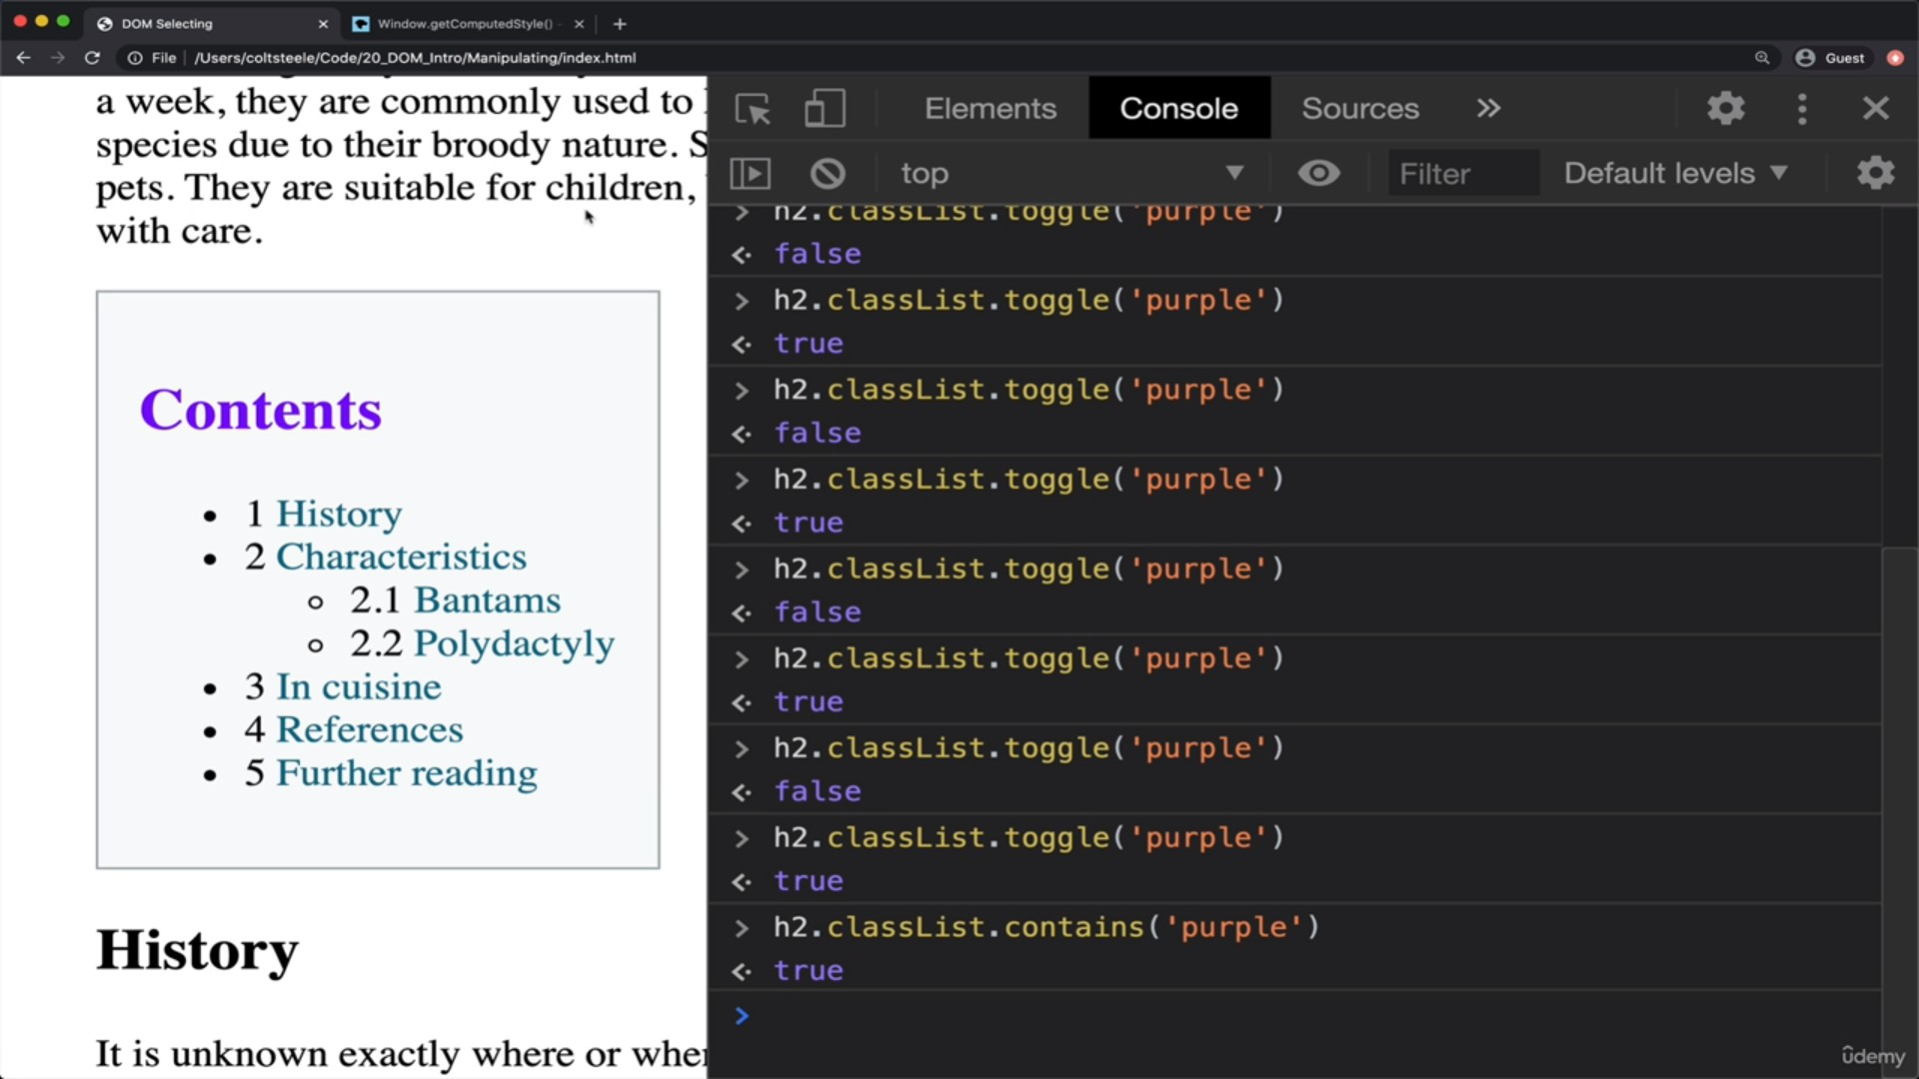 DOM Selecting
Window.getComputedStyle() -
File
/Users/coltsteele/Code/20_DOM_Intro/Manipulating/index.html
Guest
a week, they are commonly used to
species due to their broody nature. S
pets. They are suitable for children,
with care.
Contents
1 History
2 Characteristics
2.1 Bantams
2.2 Polydactyly
3 In cuisine
4 References
5 Further reading
History
It is unknown exactly where or when
Elements
Console
Sources
top
Filter
Default levels
> h2.classList.toggle('purple')
false
> h2.classList.toggle('purple')
true
> h2.classList.toggle('purple')
false
> h2.classList.toggle('purple')
true
> h2.classList.toggle('purple')
false
> h2.classList.toggle('purple')
true
> h2.classList.toggle('purple')
false
> h2.classList.toggle('purple')
true
> h2.classList.contains('purple')
true
>
ûdemy